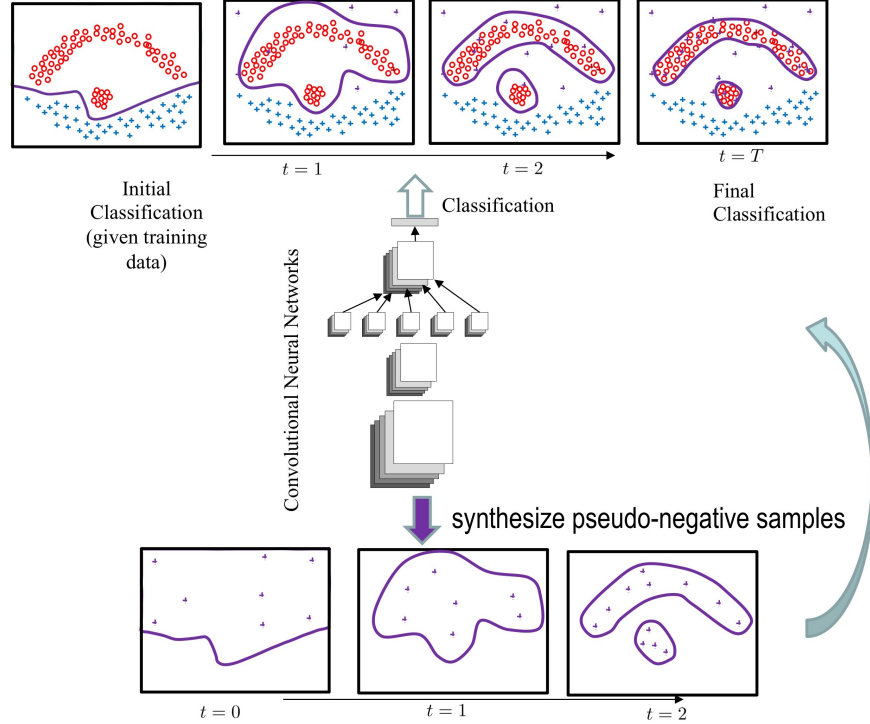 t = 1
t = 2
t = T
Initial
Classification
(given training
data)
Classification
Final
Classification
Convolutional Neural Networks
synthesize pseudo-negative samples
t = 0
t = 1
t = 2